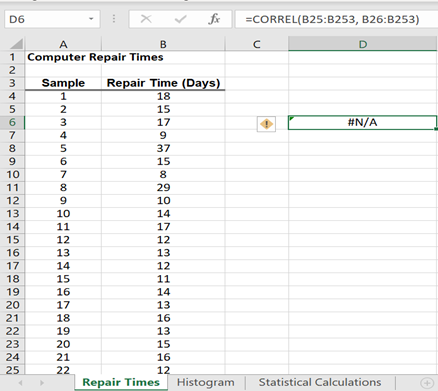 D6 fx =CORREL(B25:B253, B26:B253)
A B C D
1 Computer Repair Times
2
3 Sample Repair Time (Days)
4 1 18
5 2 15
6 3 17 #N/A
7 4 9
8 5 37
9 6 15
10 7 8
11 8 29
12 9 10
13 10 14
14 11 17
15 12 12
16 13 13
17 14 12
18 15 11
19 16 14
20 17 13
21 18 16
22 19 13
23 20 15
24 21 16
25 22 12
Repair Times Histogram Statistical Calculations